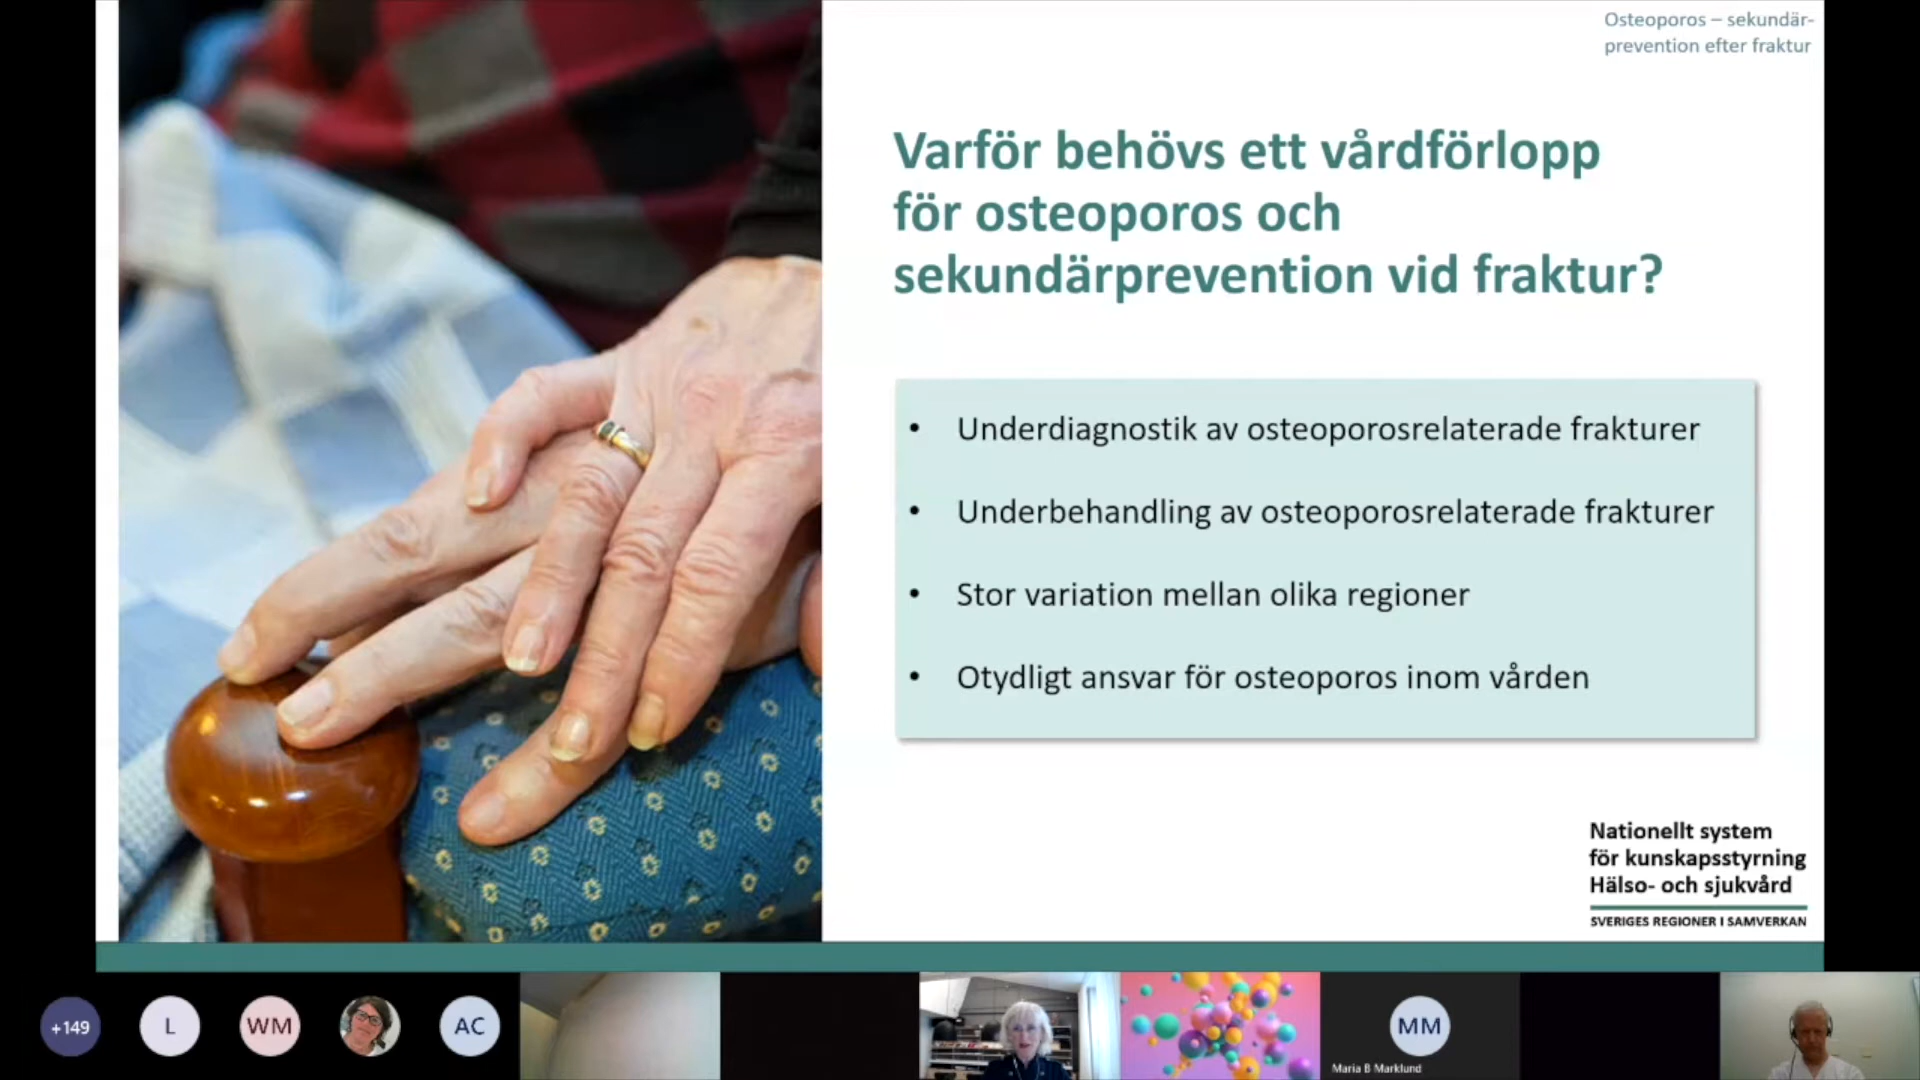 Osteoporos – sekundär-
prevention efter fraktur
Varför behövs ett vårdförlopp
för osteoporos och
sekundärprevention vid fraktur?
• Underdiagnostik av osteoporosrelaterade frakturer
• Underbehandling av osteoporosrelaterade frakturer
• Stor variation mellan olika regioner
• Otydligt ansvar för osteoporos inom vården
Nationellt system
för kunskapsstyrning
Hälso- och sjukvård
SVERIGES REGIONER I SAMVERKAN
+149
L
WM
AC
MM
Maria B Marklund